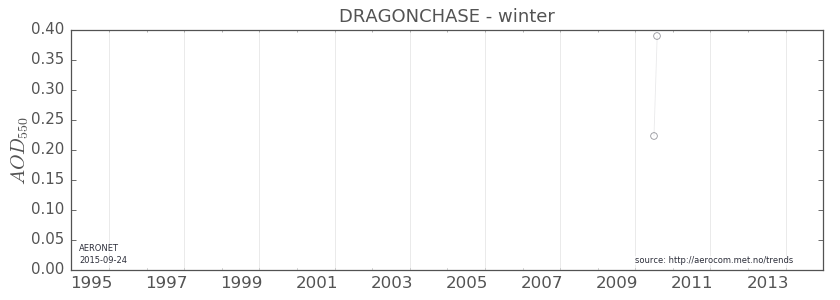 DRAGONCHASE - winter
0.40
0.35
0.30
0.25
0.20
0.15
0.10
0.05
0.00
AOD550
AERONET
2015-09-24
source: http://aerocom.met.no/trends
1995 1997 1999 2001 2003 2005 2007 2009 2011 2013